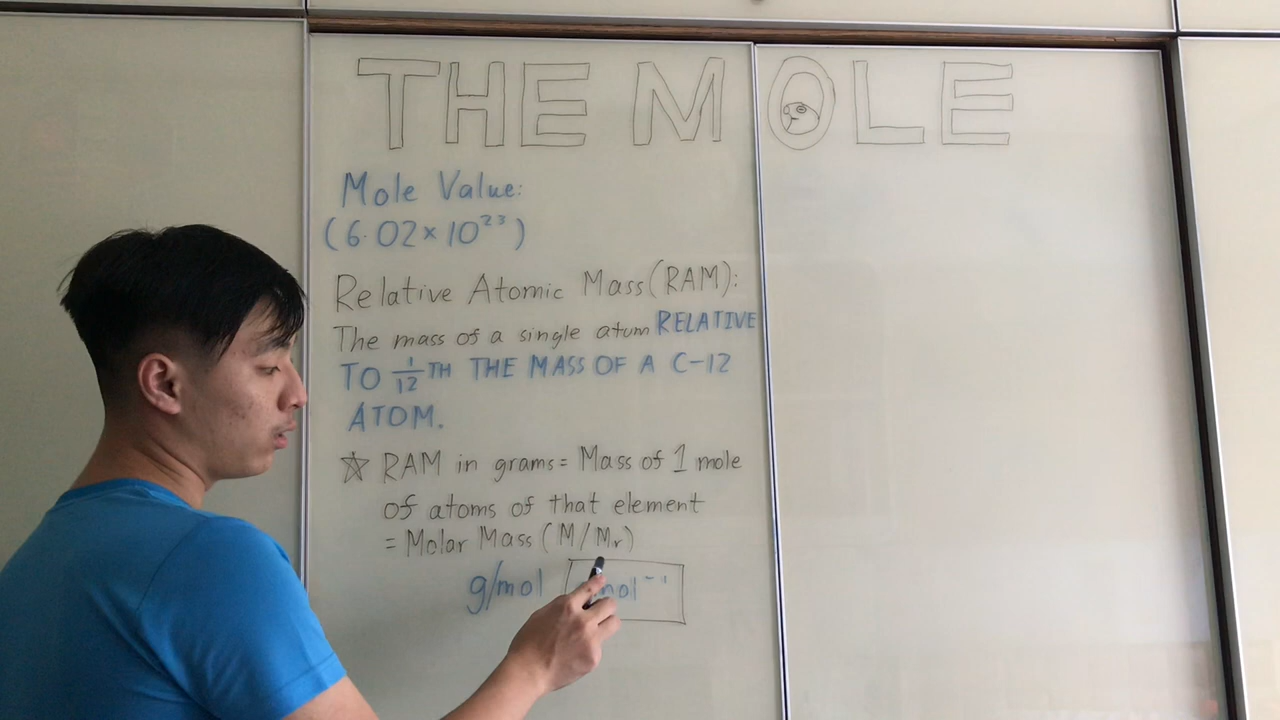 THE MOLE
Mole Value:
(6.02×10²³)
Relative Atomic Mass(RAM):
The mass of a single atom RELATIVE
TO 1/12 TH THE MASS OF A C-12
ATOM.
☆ RAM in grams = Mass of 1 mole
of atoms of that element
= Molar Mass (M/Mr)
g/mol mol⁻¹